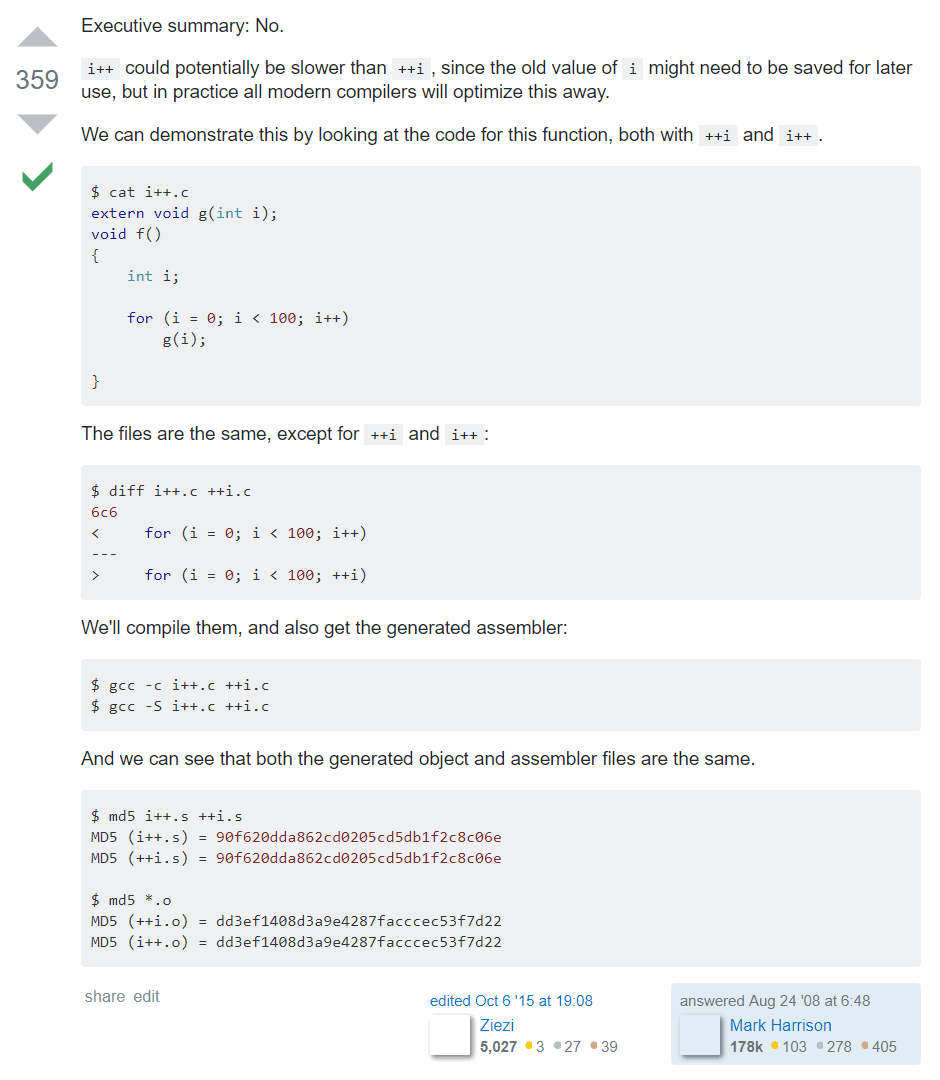 Executive summary: No.
359
i++ could potentially be slower than ++i , since the old value of i might need to be saved for later
use, but in practice all modern compilers will optimize this away.
We can demonstrate this by looking at the code for this function, both with ++i and i++ .
$ cat i++.c
extern void g(int i);
void f()
{
    int i;
    for (i = 0; i < 100; i++)
        g(i);
}
The files are the same, except for ++i and i++ :
$ diff i++.c ++i.c
6c6
<     for (i = 0; i < 100; i++)
---
>     for (i = 0; i < 100; ++i)
We'll compile them, and also get the generated assembler:
$ gcc -c i++.c ++i.c
$ gcc -S i++.c ++i.c
And we can see that both the generated object and assembler files are the same.
$ md5 i++.s ++i.s
MD5 (i++.s) = 90f620dda862cd0205cd5db1f2c8c06e
MD5 (++i.s) = 90f620dda862cd0205cd5db1f2c8c06e
$ md5 *.o
MD5 (++i.o) = dd3ef1408d3a9e4287facccec53f7d22
MD5 (i++.o) = dd3ef1408d3a9e4287facccec53f7d22
share edit
edited Oct 6 '15 at 19:08
Ziezi
5,027 3 27 39
answered Aug 24 '08 at 6:48
Mark Harrison
178k 103 278 405